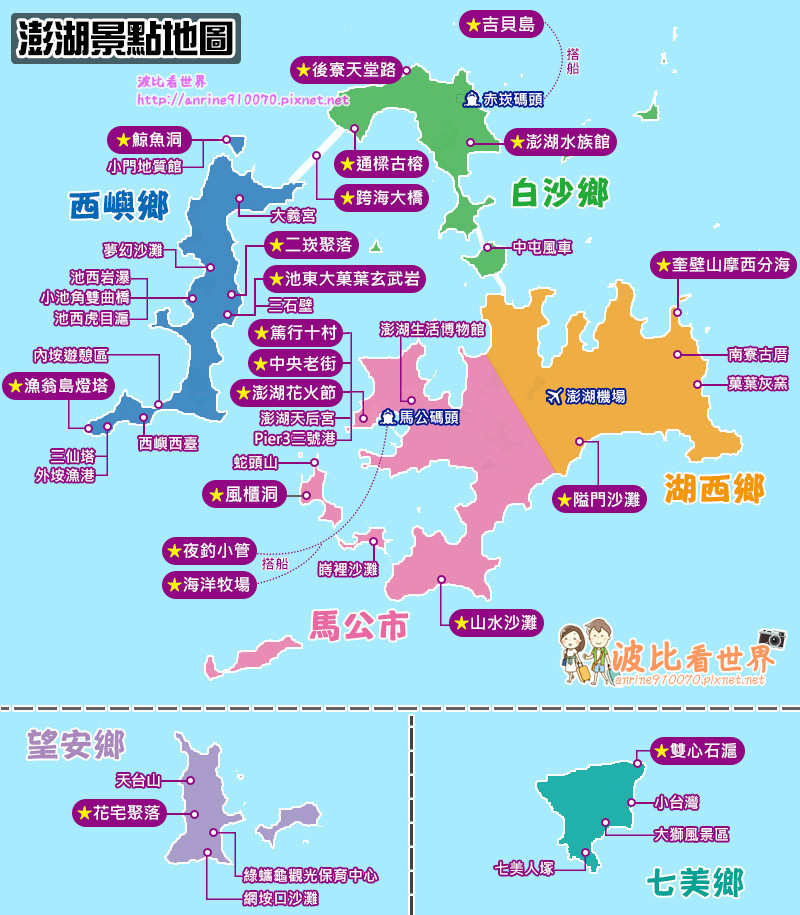 澎湖景點地圖
波比看世界
http://anrine910070.pixnet.net
★吉貝島
搭船
★後寮天堂路
赤崁碼頭
★鯨魚洞
小門地質館
★通樑古榕
★澎湖水族館
★跨海大橋
西嶼鄉
白沙鄉
大義宮
★二崁聚落
中屯風車
夢幻沙灘
★奎壁山摩西分海
池西岩瀑
小池角雙曲橋
池西虎目滬
★池東大菓葉玄武岩
三石壁
★篤行十村
澎湖生活博物館
內垵遊憩區
★中央老街
南寮古厝
★漁翁島燈塔
★澎湖花火節
澎湖機場
菓葉灰窯
澎湖天后宮
馬公碼頭
Pier3三號港
西嶼西臺
三仙塔
外垵漁港
蛇頭山
★風櫃洞
★隘門沙灘
湖西鄉
★夜釣小管
搭船
★海洋牧場
嵵裡沙灘
★山水沙灘
馬公市
波比看世界
anrine910070.pixnet.net
望安鄉
天台山
★花宅聚落
綠蠵龜觀光保育中心
網垵口沙灘
★雙心石滬
小台灣
大獅風景區
七美人塚
七美鄉